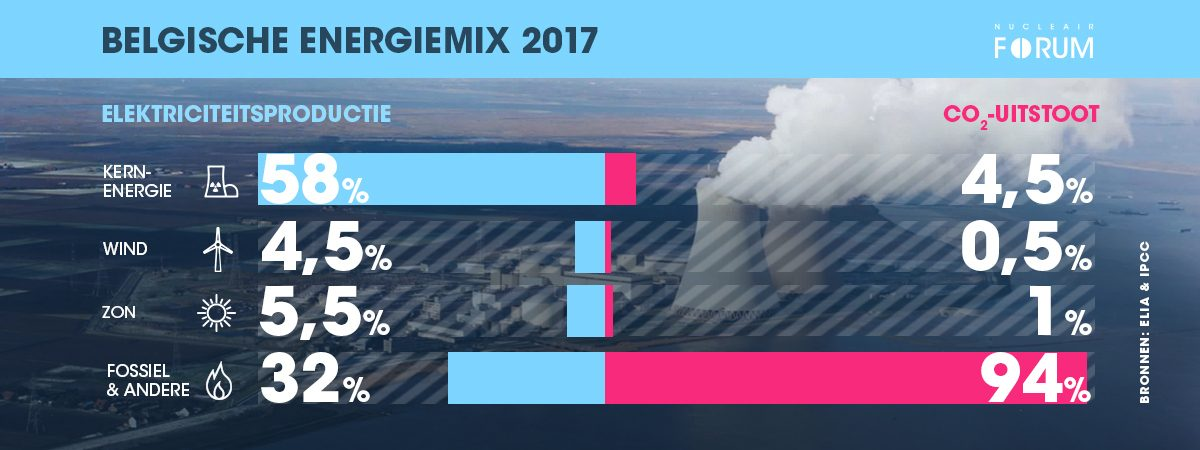 BELGISCHE ENERGIEMIX 2017
NUCLEAIR
FORUM
ELEKTRICITEITSPRODUCTIE
CO₂-UITSTOOT
KERN-
ENERGIE
58%
4,5%
WIND
4,5%
0,5%
ZON
5,5%
1%
FOSSIEL
& ANDERE
32%
94%
BRONNEN: ELIA & IPCC